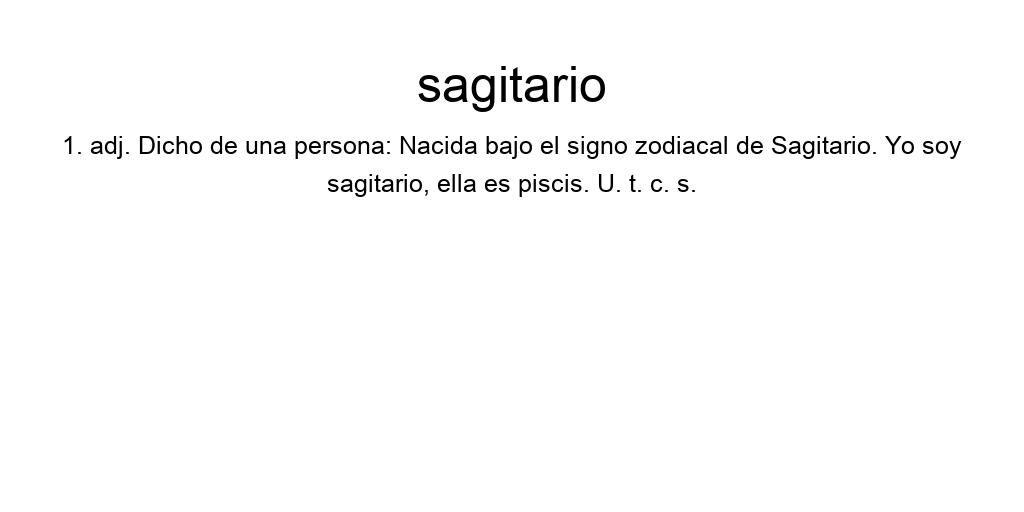 sagitario
1. adj. Dicho de una persona: Nacida bajo el signo zodiacal de Sagitario. Yo soy
sagitario, ella es piscis. U. t. c. s.